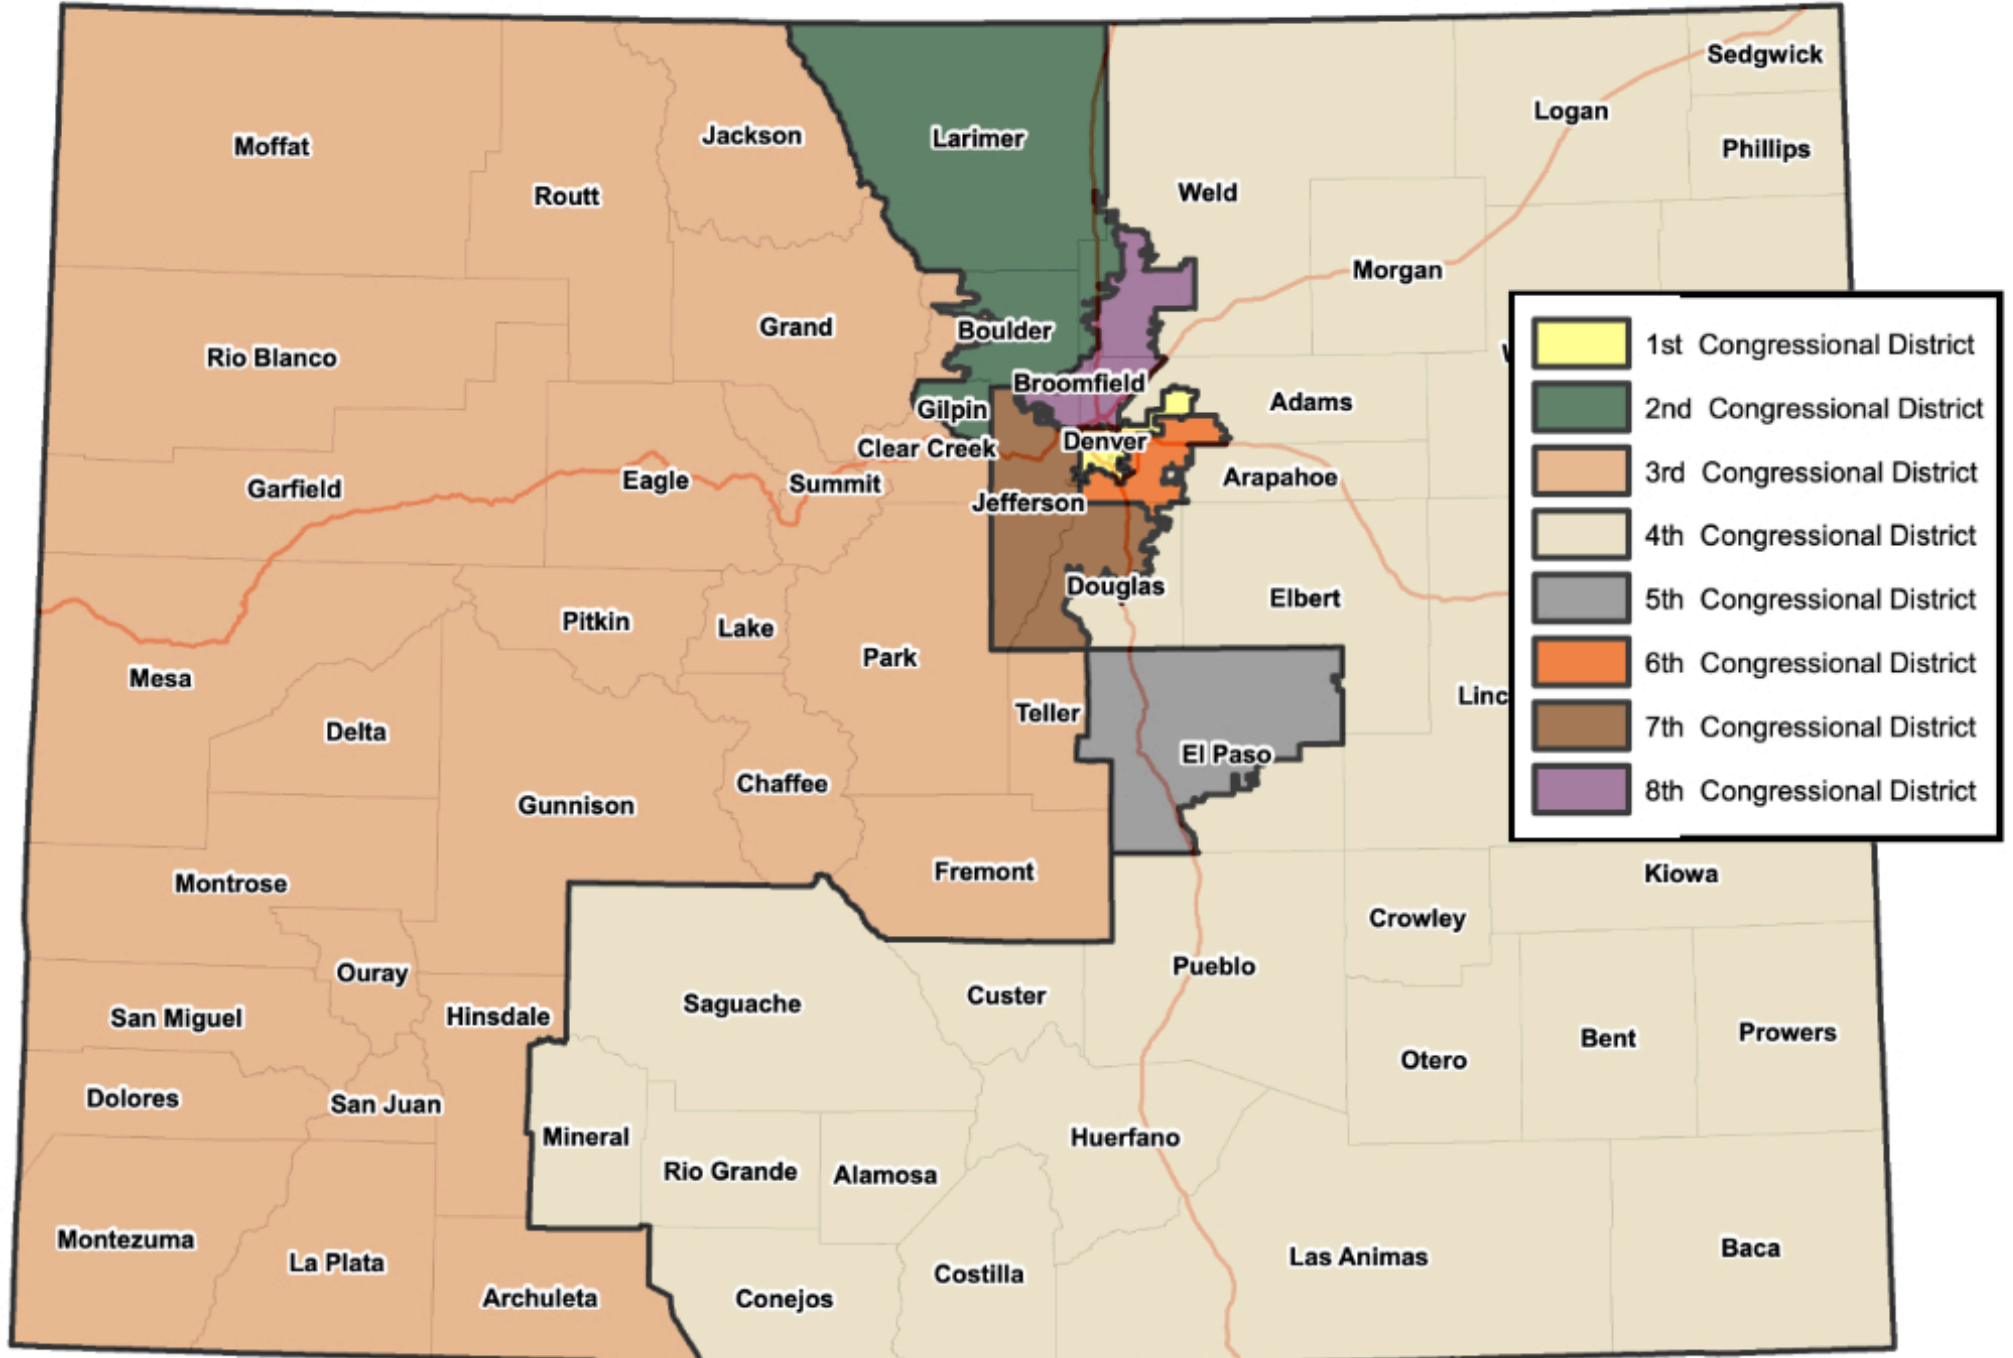 Sedgwick
Logan
Moffat
Jackson
Larimer
Phillips
Routt
Weld
Morgan
Grand
Boulder
Rio Blanco
Broomfield
Gilpin
Adams
Denver
Clear Creek
Arapahoe
Garfield
Eagle
Summit
Jefferson
Douglas
Elbert
Pitkin
Lake
Park
Mesa
Linc
Teller
Delta
El Paso
Chaffee
Gunnison
Fremont
Montrose
Kiowa
Crowley
Ouray
Pueblo
Custer
Saguache
San Miguel
Hinsdale
Prowers
Bent
Otero
Dolores
San Juan
Mineral
Huerfano
Rio Grande
Alamosa
Montezuma
La Plata
Las Animas
Baca
Costilla
Archuleta
Conejos
1st Congressional District
2nd Congressional District
3rd Congressional District
4th Congressional District
5th Congressional District
6th Congressional District
7th Congressional District
8th Congressional District